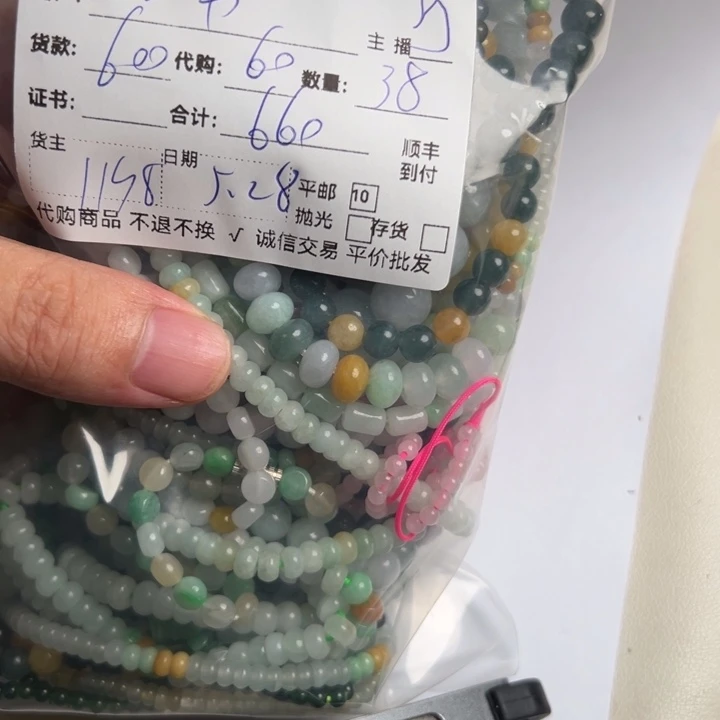 主播
货款: 600 代购: 60 数量: 38
证书: 合计: 660
顺丰
到付
货主 1198 日期 5.28 平邮 10
抛光 存货
代购商品 不退不换 √ 诚信交易 平价批发